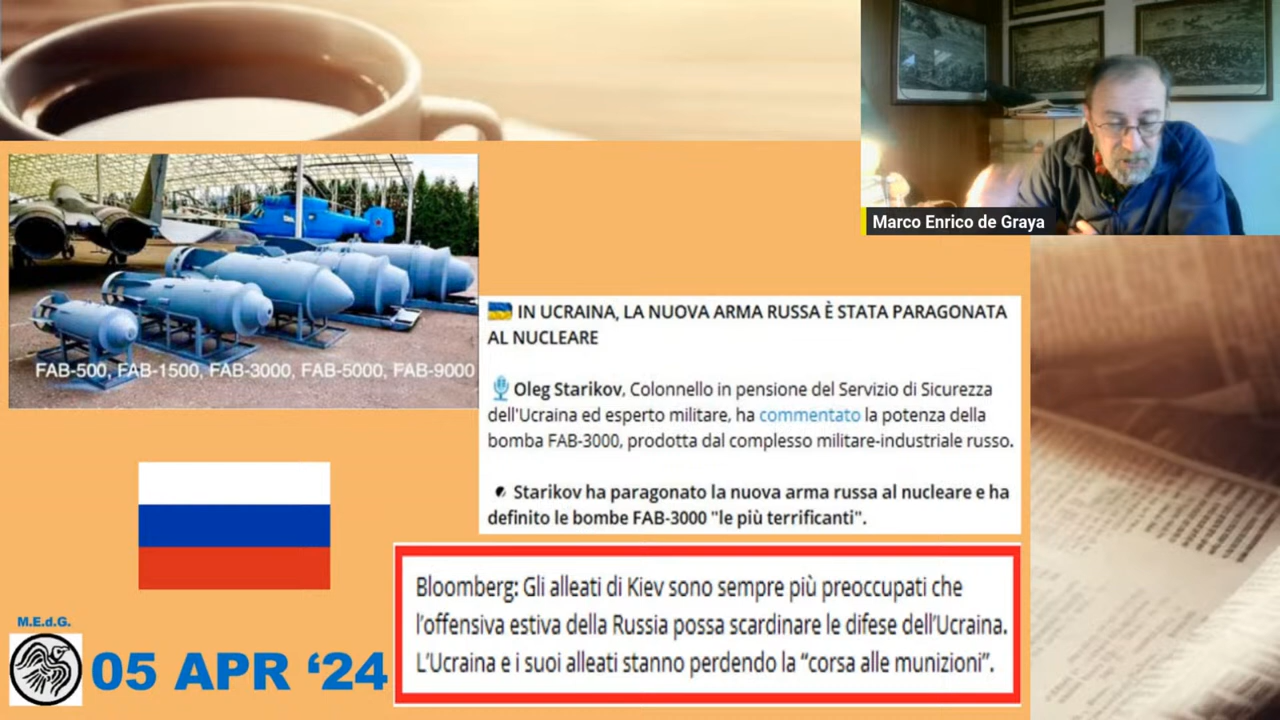 Marco Enrico de Graya
FAB-500, FAB-1500, FAB-3000, FAB-5000, FAB-9000
IN UCRAINA, LA NUOVA ARMA RUSSA È STATA PARAGONATA
AL NUCLEARE
Oleg Starikov, Colonnello in pensione del Servizio di Sicurezza
dell'Ucraina ed esperto militare, ha commentato la potenza della
bomba FAB-3000, prodotta dal complesso militare-industriale russo.
Starikov ha paragonato la nuova arma russa al nucleare e ha
definito le bombe FAB-3000 "le più terrificanti".
Bloomberg: Gli alleati di Kiev sono sempre più preoccupati che
l'offensiva estiva della Russia possa scardinare le difese dell'Ucraina.
L'Ucraina e i suoi alleati stanno perdendo la "corsa alle munizioni".
M.E.d.G.
05 APR ‘24